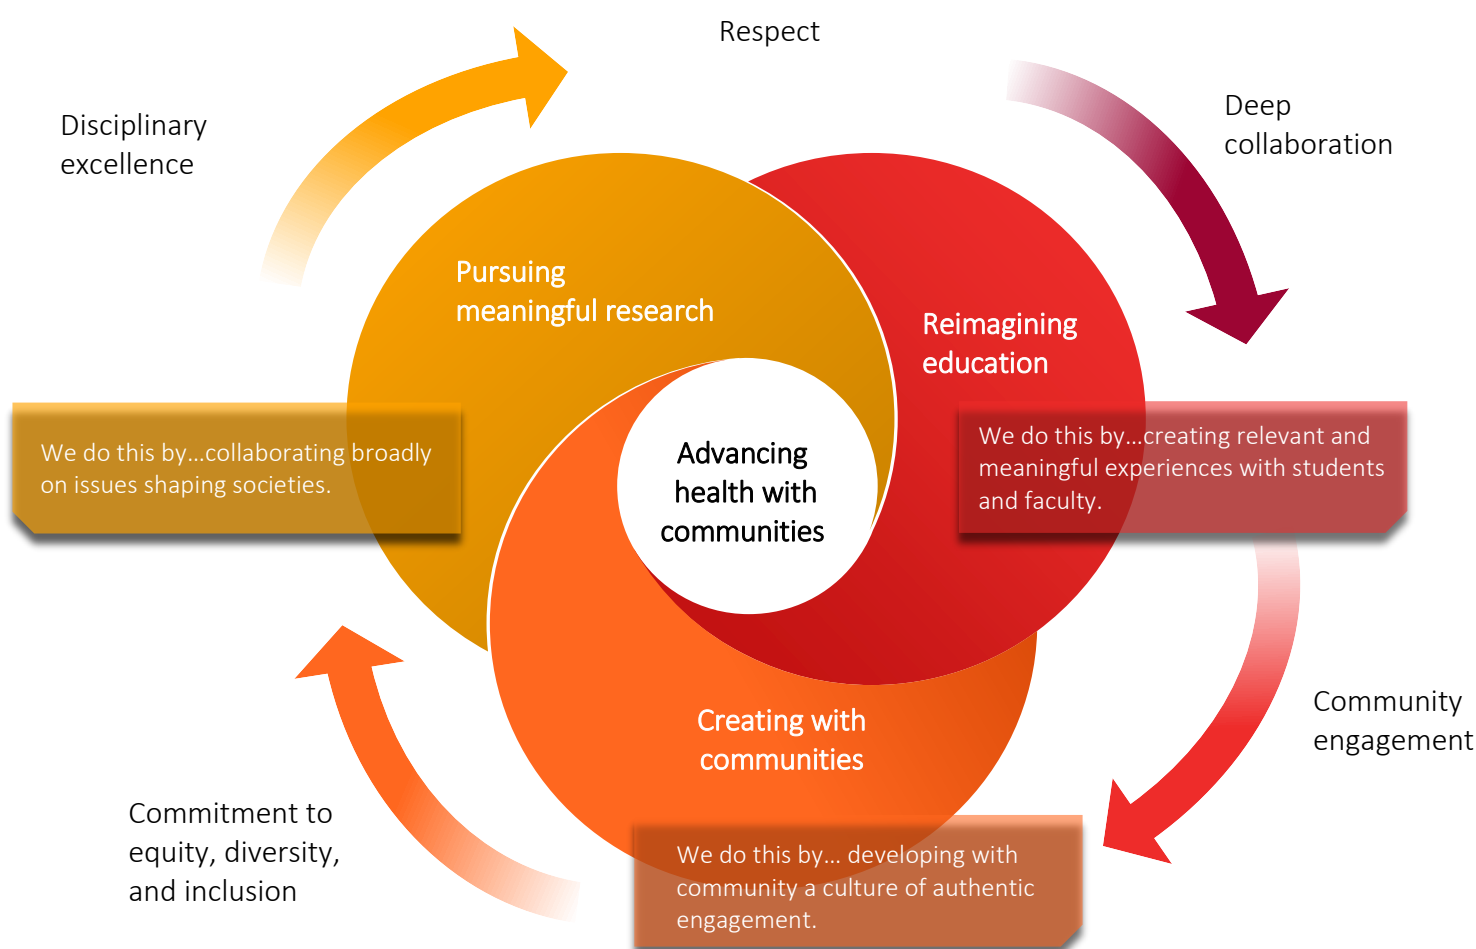 Respect
Disciplinary
excellence
Deep
collaboration
Pursuing
meaningful research
Reimagining
education
We do this by...collaborating broadly
on issues shaping societies.
Advancing
health with
communities
We do this by...creating relevant and
meaningful experiences with students
and faculty.
Community
engagement
Creating with
communities
Commitment to
equity, diversity,
and inclusion
We do this by... developing with
community a culture of authentic
engagement.